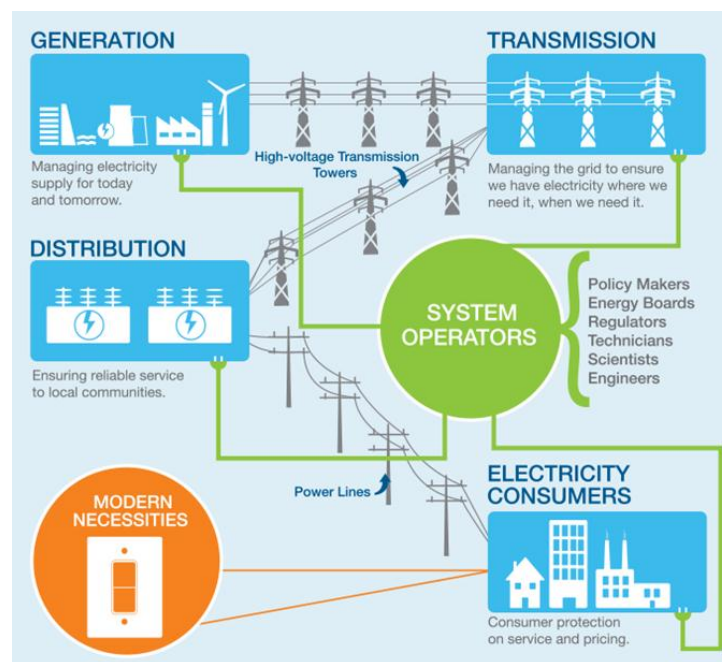 GENERATION
Managing electricity
supply for today
and tomorrow.
TRANSMISSION
Managing the grid to ensure
we have electricity where we
need it, when we need it.
High-voltage Transmission
Towers
DISTRIBUTION
Ensuring reliable service
to local communities.
SYSTEM
OPERATORS
Policy Makers
Energy Boards
Regulators
Technicians
Scientists
Engineers
Power Lines
MODERN
NECESSITIES
ELECTRICITY
CONSUMERS
Consumer protection
on service and pricing.